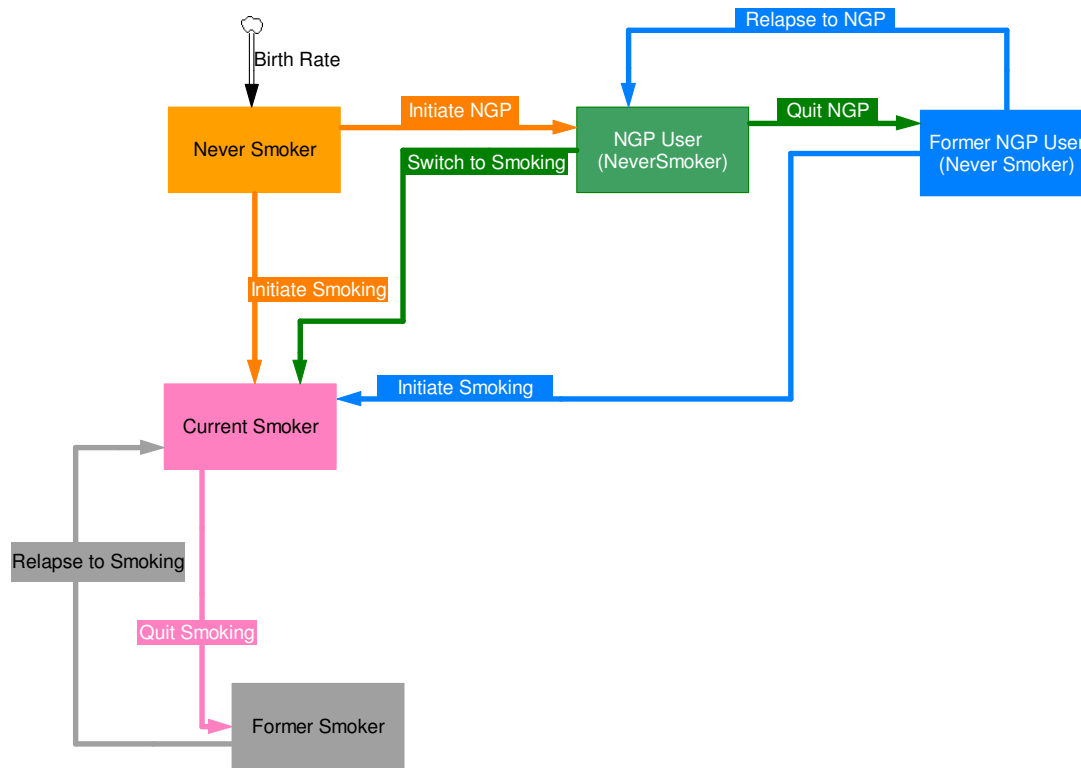 Relapse to NGP
Birth Rate
Initiate NGP
Quit NGP
Never Smoker
NGP User
(NeverSmoker)
Former NGP User
(Never Smoker)
Switch to Smoking
Initiate Smoking
Initiate Smoking
Current Smoker
Relapse to Smoking
Quit Smoking
Former Smoker